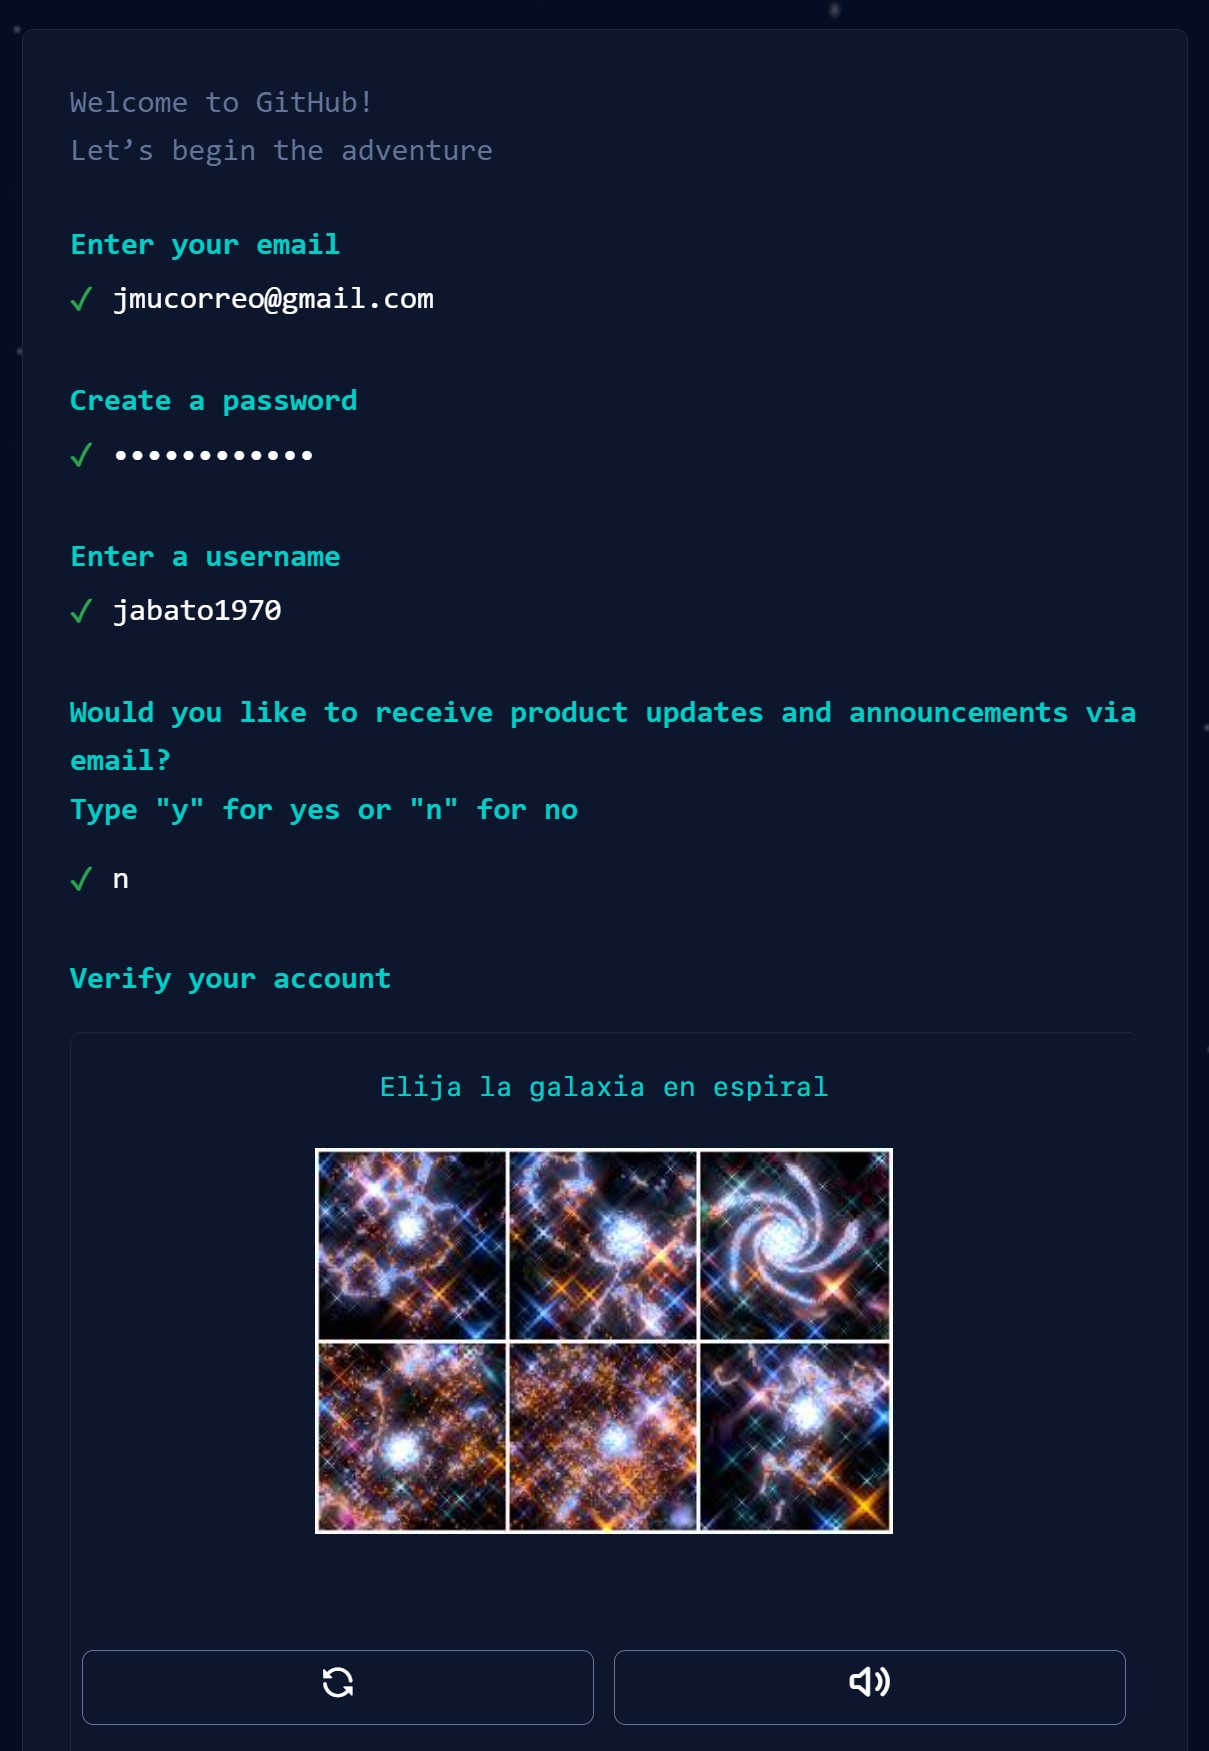 Welcome to GitHub!
Let’s begin the adventure
Enter your email
✓ jmucorreo@gmail.com
Create a password
✓ ••••••••••••
Enter a username
✓ jabato1970
Would you like to receive product updates and announcements via
email?
Type "y" for yes or "n" for no
✓ n
Verify your account
Elija la galaxia en espiral